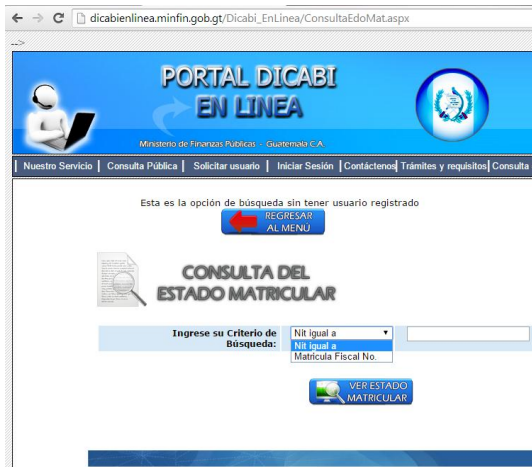 dicabienlinea.minfin.gob.gt/Dicabi_EnLinea/ConsultaEdoMat.aspx
-->
PORTAL DICABI
EN LINEA
Ministerio de Finanzas Públicas - Guatemala C.A.
| Nuestro Servicio | Consulta Pública | Solicitar usuario | Iniciar Sesión |Contáctenos| Trámites y requisitos| Consulta
Esta es la opción de búsqueda sin tener usuario registrado
REGRESAR
AL MENÚ
CONSULTA DEL
ESTADO MATRICULAR
Ingrese su Criterio de
Búsqueda:
Nit igual a
Nit igual a
Matricula Fiscal No.
VER ESTADO
MATRICULAR